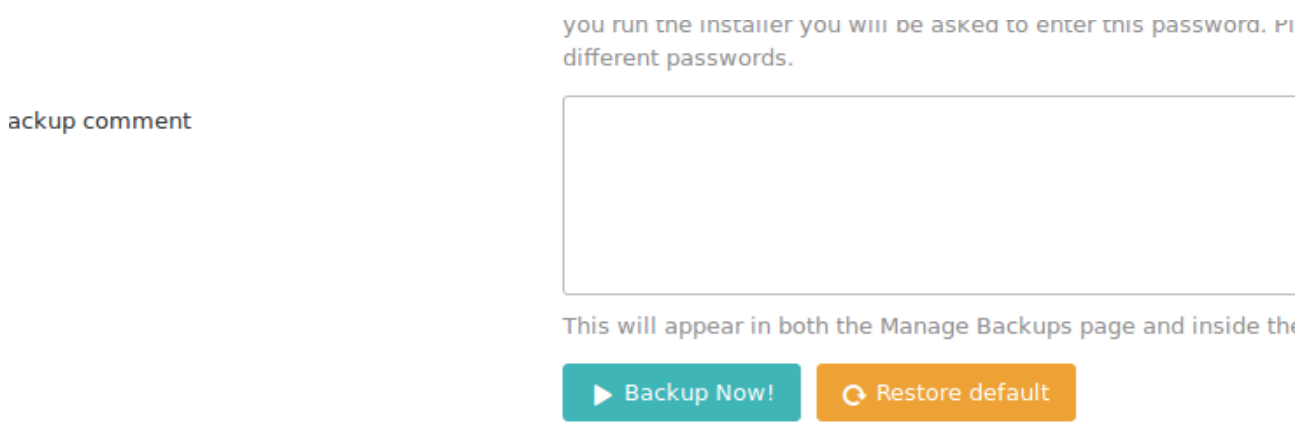 you run the installer you will be asked to enter this password. Pl
different passwords.
ackup comment
This will appear in both the Manage Backups page and inside the
Backup Now! Restore default